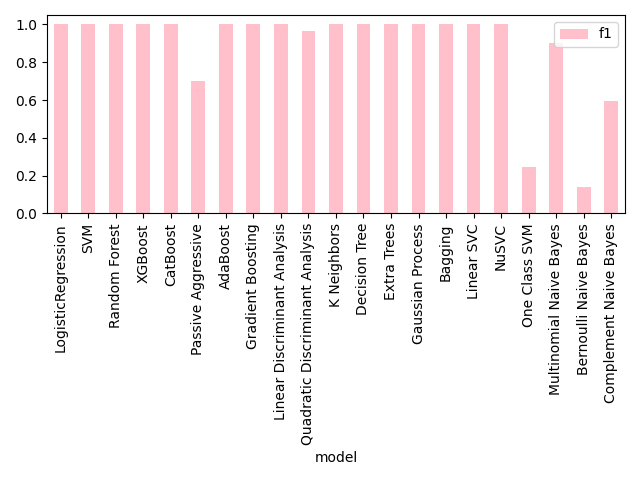 1.0
0.8
0.6
0.4
0.2
0.0
f1
LogisticRegression
SVM
Random Forest
XGBoost
CatBoost
Passive Aggressive
AdaBoost
Gradient Boosting
Linear Discriminant Analysis
Quadratic Discriminant Analysis
K Neighbors
Decision Tree
Extra Trees
Gaussian Process
Bagging
Linear SVC
NuSVC
One Class SVM
Multinomial Naive Bayes
Bernoulli Naive Bayes
Complement Naive Bayes
model